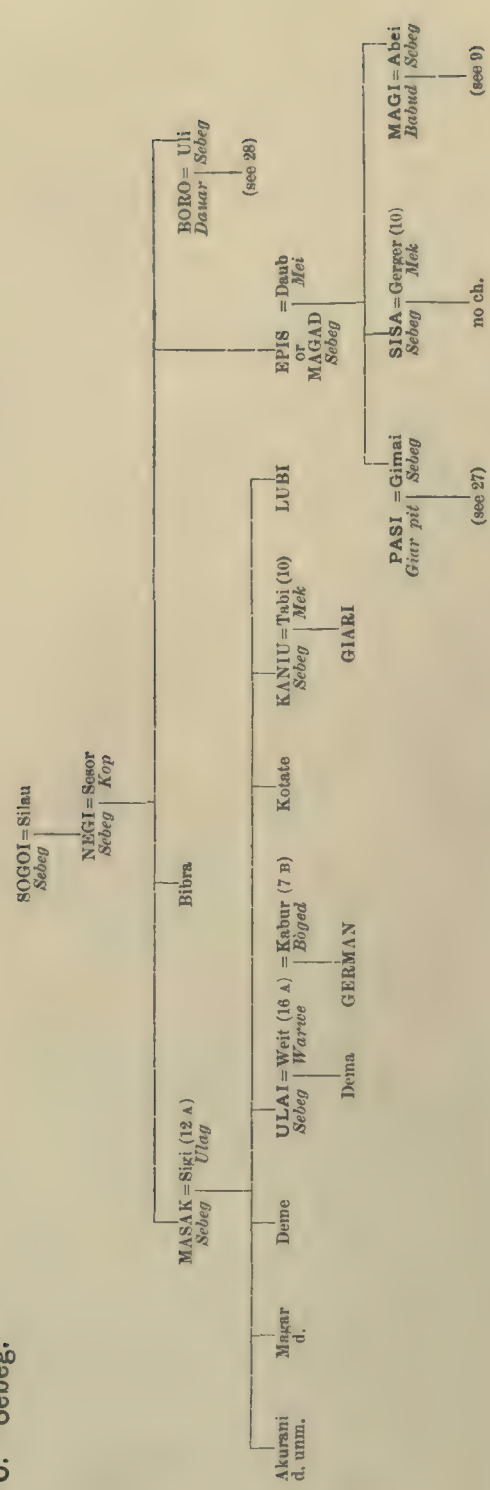 Sebeg.
SOGOI = Silau
Sebeg
NEGI = Sesor
Sebeg Kop
MASAK = Sigi (12 A) Bibra EPIS = Daub BORO = Uli
Sebeg Ulag or Mei Dauar Sebeg
MAGAD (see 28)
Sebeg
Akurani Magar Deme ULAI = Weit (16 A) = Kabur (7 B) Kotate KANIU = Tabi (10) LUBI
d. unm. d. Sebeg Warwe Bòged Sebeg Mek
Dema GERMAN GIARI
PASI = Gimai SISA = Gerger (10) MAGI = Abei
Giar pit Sebeg Sebeg Mek Babud Sebeg
(see 27) no ch. (see 9)